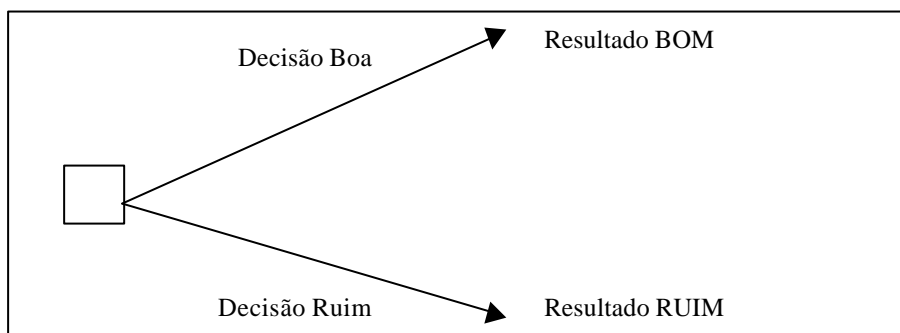 Resultado BOM
Decisão Boa
Decisão Ruim
Resultado RUIM